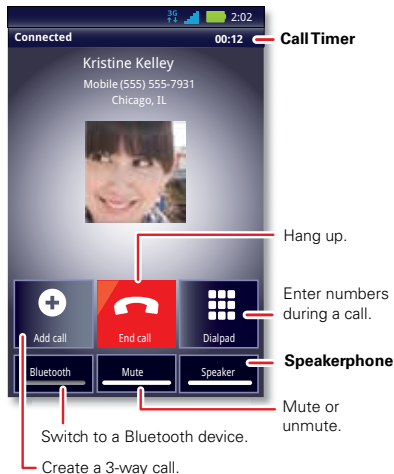 3G 2:02
Connected 00:12
Call Timer
Kristine Kelley
Mobile (555) 555-7931
Chicago, IL
Hang up.
Enter numbers
during a call.
Add call End call Dialpad
Speakerphone
Bluetooth Mute Speaker
Mute or
unmute.
Switch to a Bluetooth device.
Create a 3-way call.